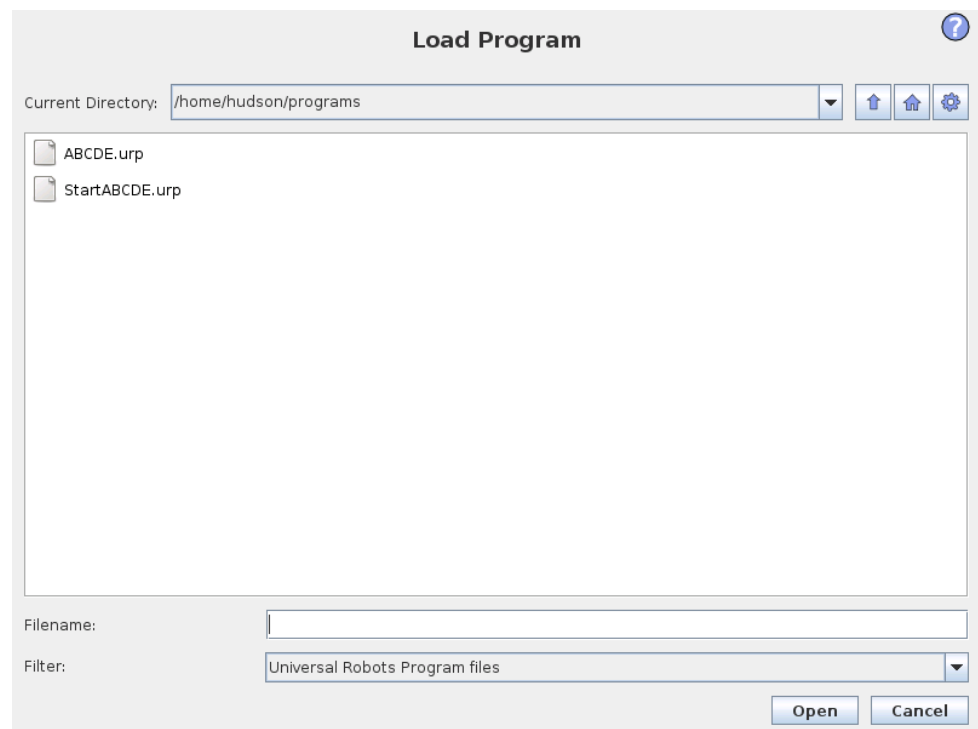 Load Program
?
Current Directory: /home/hudson/programs
ABCDE.urp
StartABCDE.urp
Filename:
Filter: Universal Robots Program files
Open Cancel